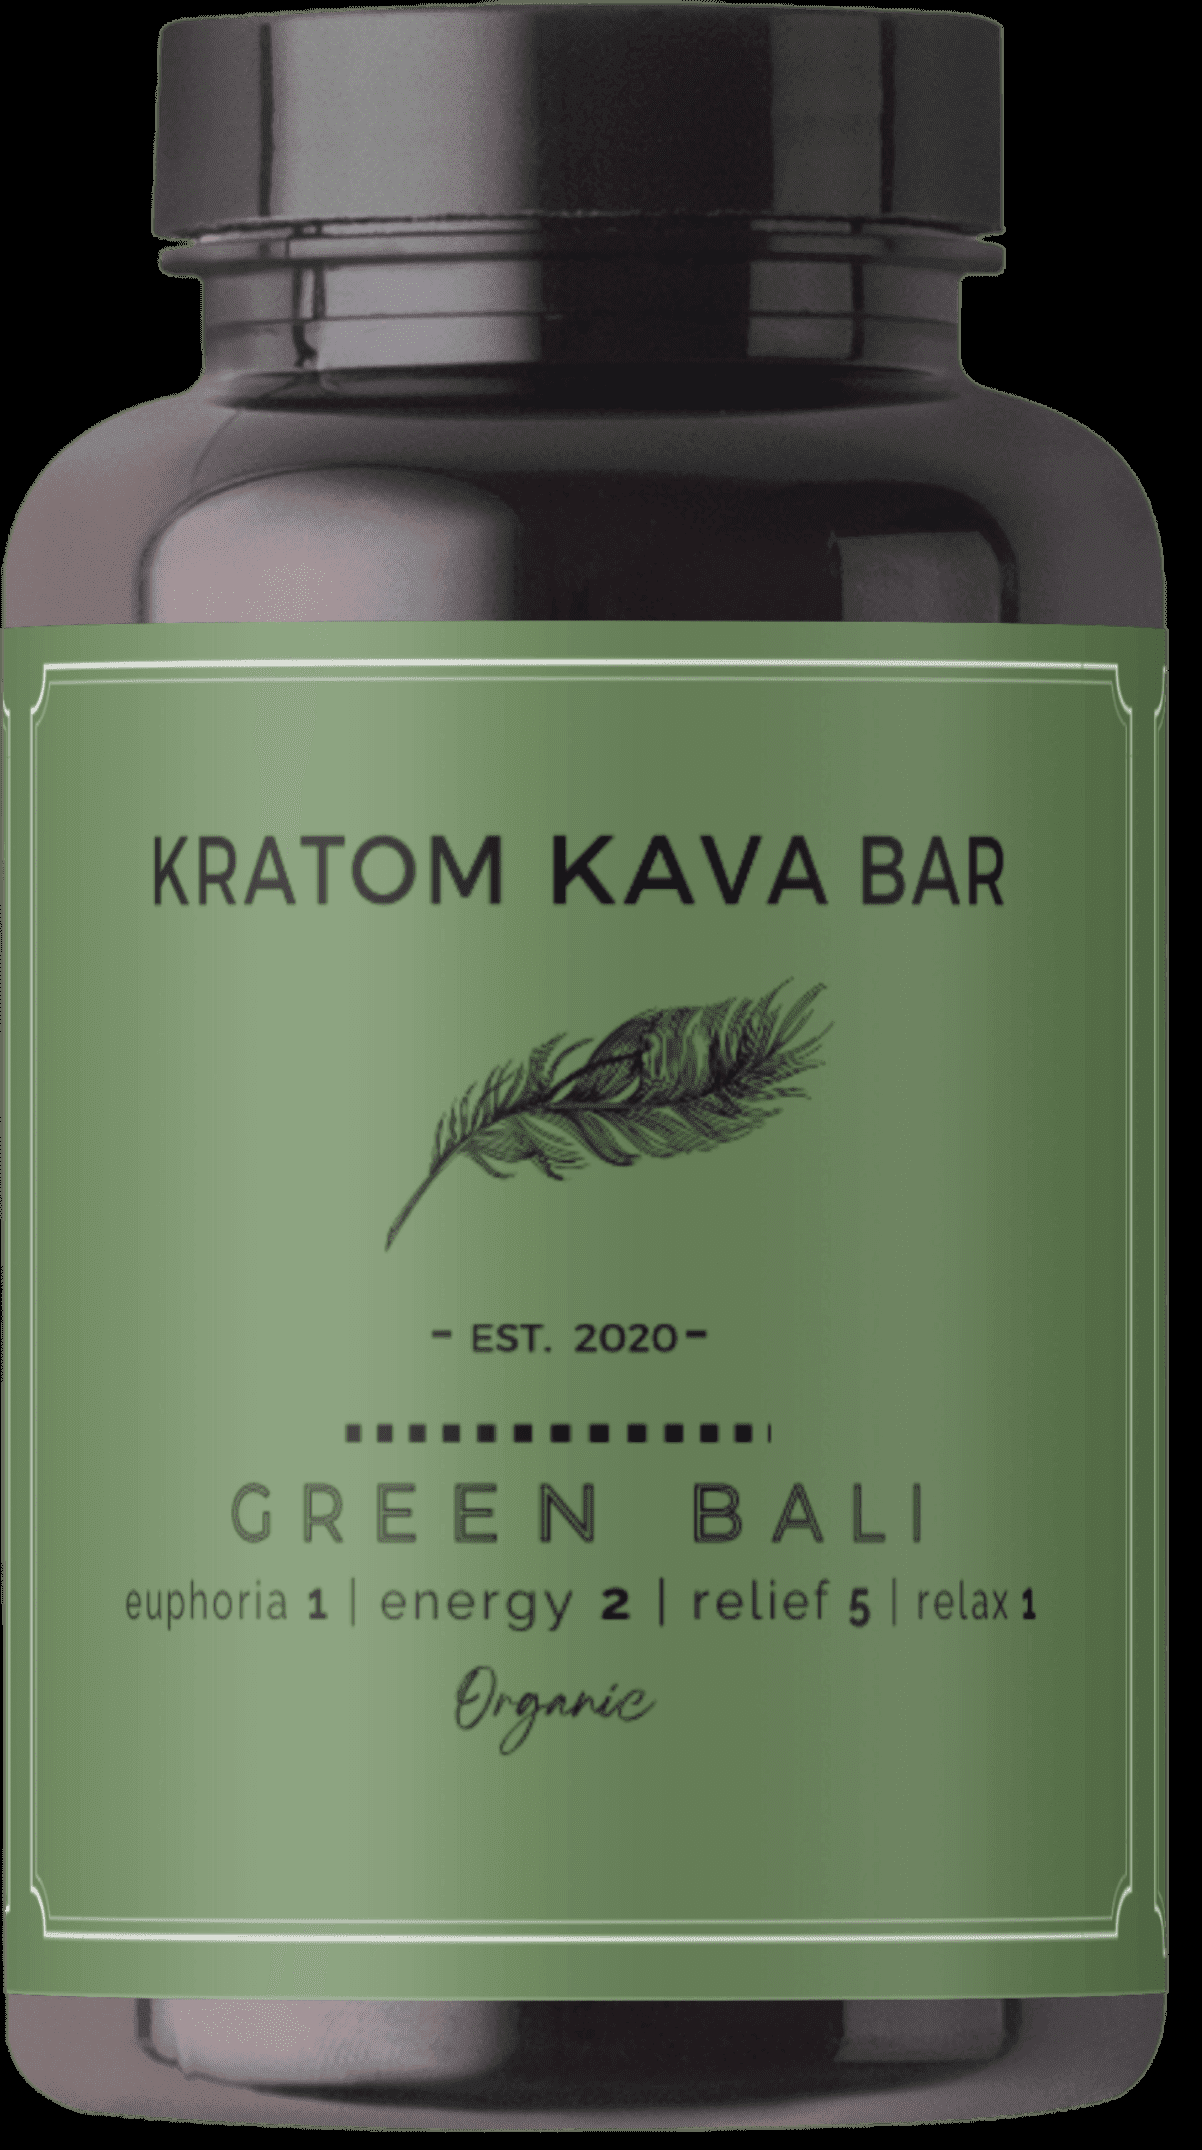 KRATOM KAVA BAR
- EST. 2020 -
GREEN BALI
euphoria 1 | energy 2 | relief 5 | relax 1
Organic